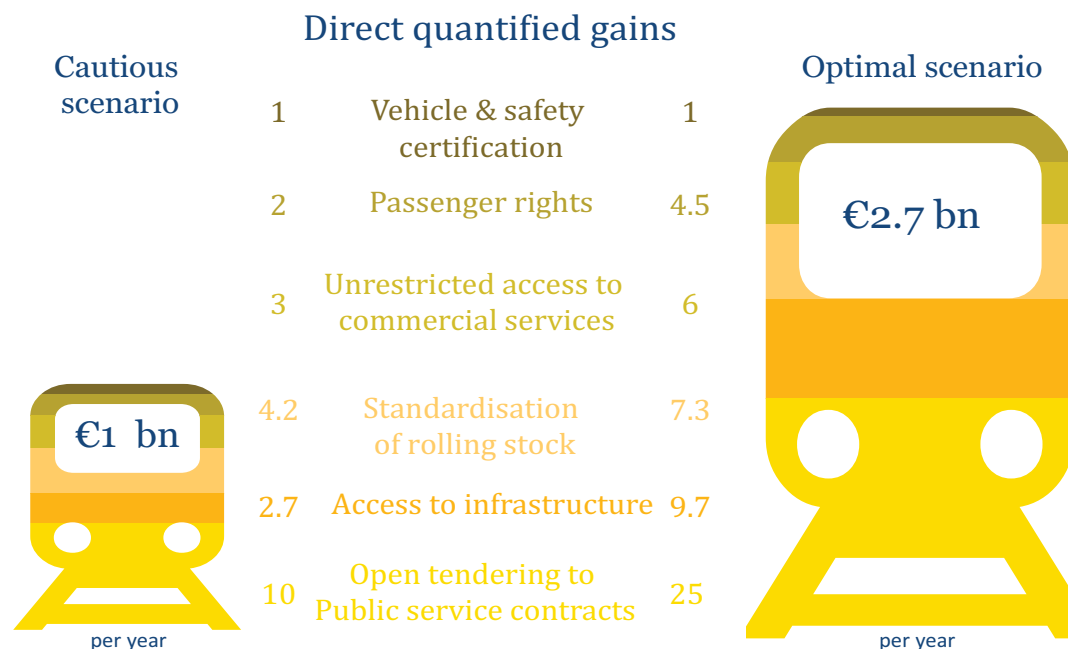 Direct quantified gains
Cautious
scenario
Optimal scenario
1 Vehicle & safety 1
certification
2 Passenger rights 4.5
€2.7 bn
3 Unrestricted access to 6
commercial services
4.2 Standardisation 7.3
of rolling stock
€1 bn
2.7 Access to infrastructure 9.7
10 Open tendering to 25
Public service contracts
per year
per year